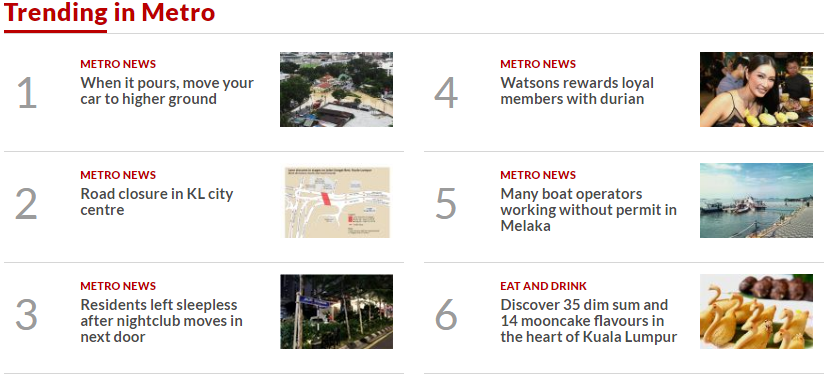 Trending in Metro
1
METRO NEWS
When it pours, move your
car to higher ground
2
METRO NEWS
Road closure in KL city
centre
3
METRO NEWS
Residents left sleepless
after nightclub moves in
next door
4
METRO NEWS
Watsons rewards loyal
members with durian
5
METRO NEWS
Many boat operators
working without permit in
Melaka
6
EAT AND DRINK
Discover 35 dim sum and
14 mooncake flavours in
the heart of Kuala Lumpur